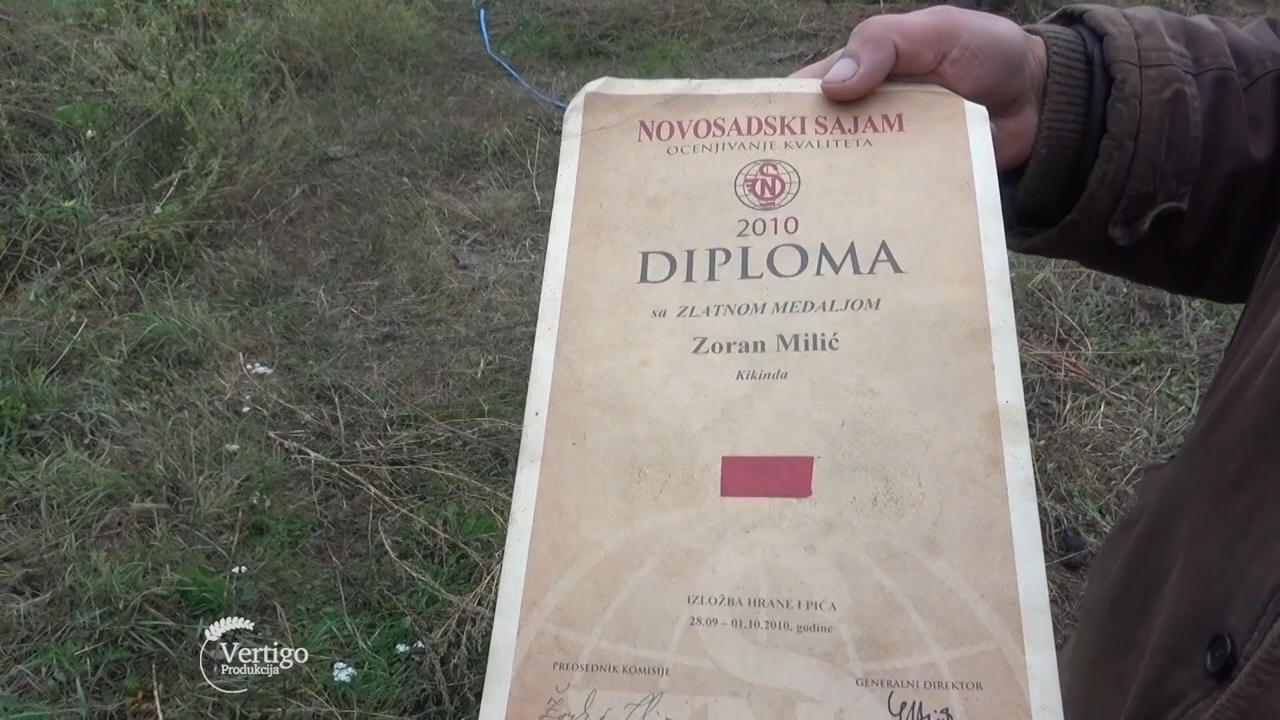 NOVOSADSKI SAJAM
OCENJIVANJE KVALITETA
2010
DIPLOMA
sa ZLATNOM MEDALJOM
Zoran Milić
Kikinda
IZLOŽBA HRANE I PIĆA
28.09 – 01.10.2010, godine
PREDSEDNIK KOMISIJE
GENERALNI DIREKTOR
Vertigo
Produkcija